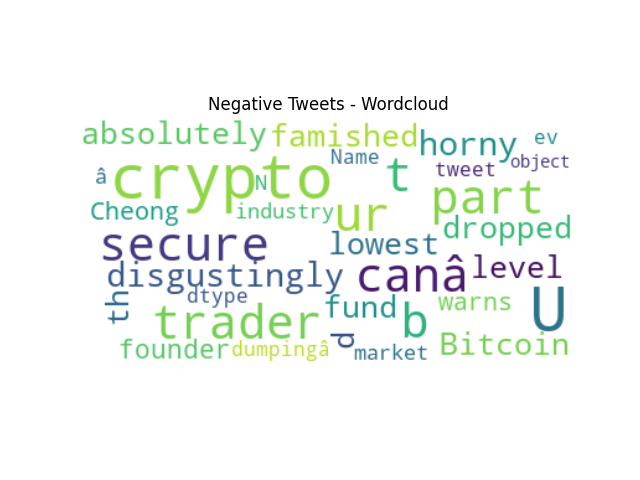 Negative Tweets - Wordcloud
absolutely famished horny ev
â crypto N Name t tweet object
Cheong industry ur part dropped
secure lowest
disgustingly canâ level
th dtype trader fund b warns U
founder dumpingâ d market Bitcoin